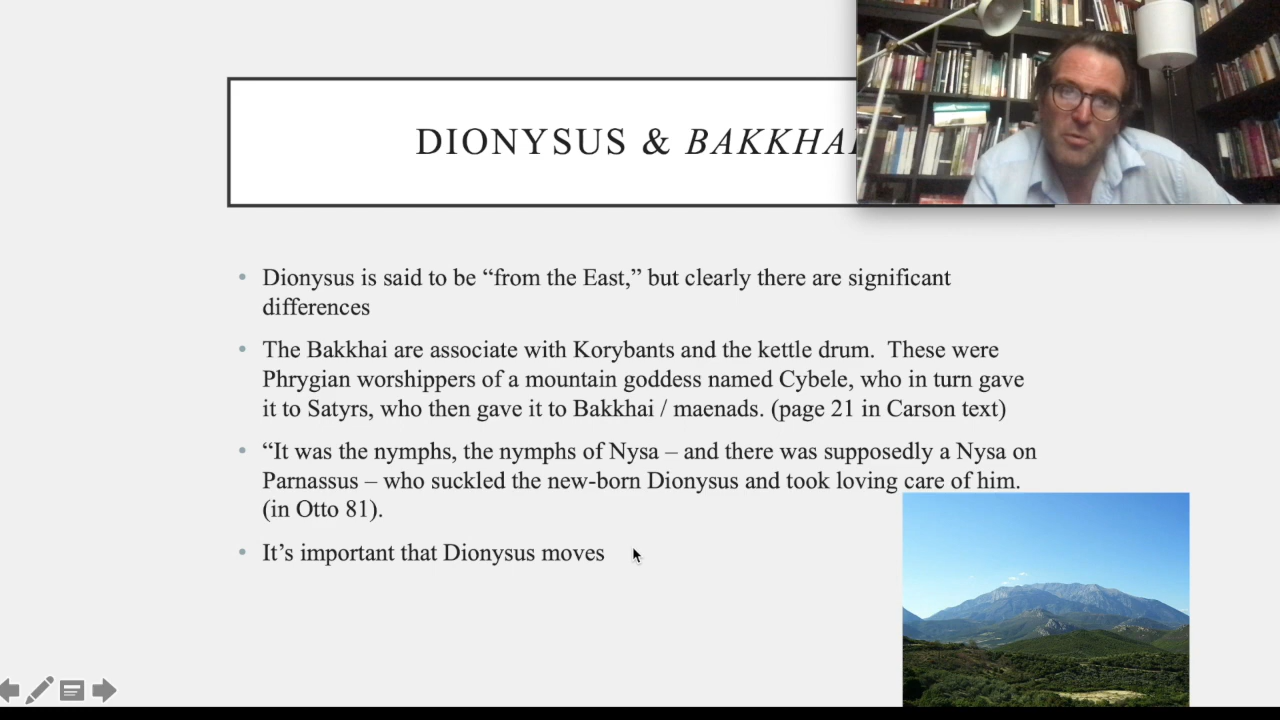 DIONYSUS & BAKKHA
• Dionysus is said to be “from the East,” but clearly there are significant
differences
• The Bakkhai are associate with Korybants and the kettle drum.  These were
Phrygian worshippers of a mountain goddess named Cybele, who in turn gave
it to Satyrs, who then gave it to Bakkhai / maenads. (page 21 in Carson text)
• “It was the nymphs, the nymphs of Nysa – and there was supposedly a Nysa on
Parnassus – who suckled the new-born Dionysus and took loving care of him.
(in Otto 81).
• It’s important that Dionysus moves